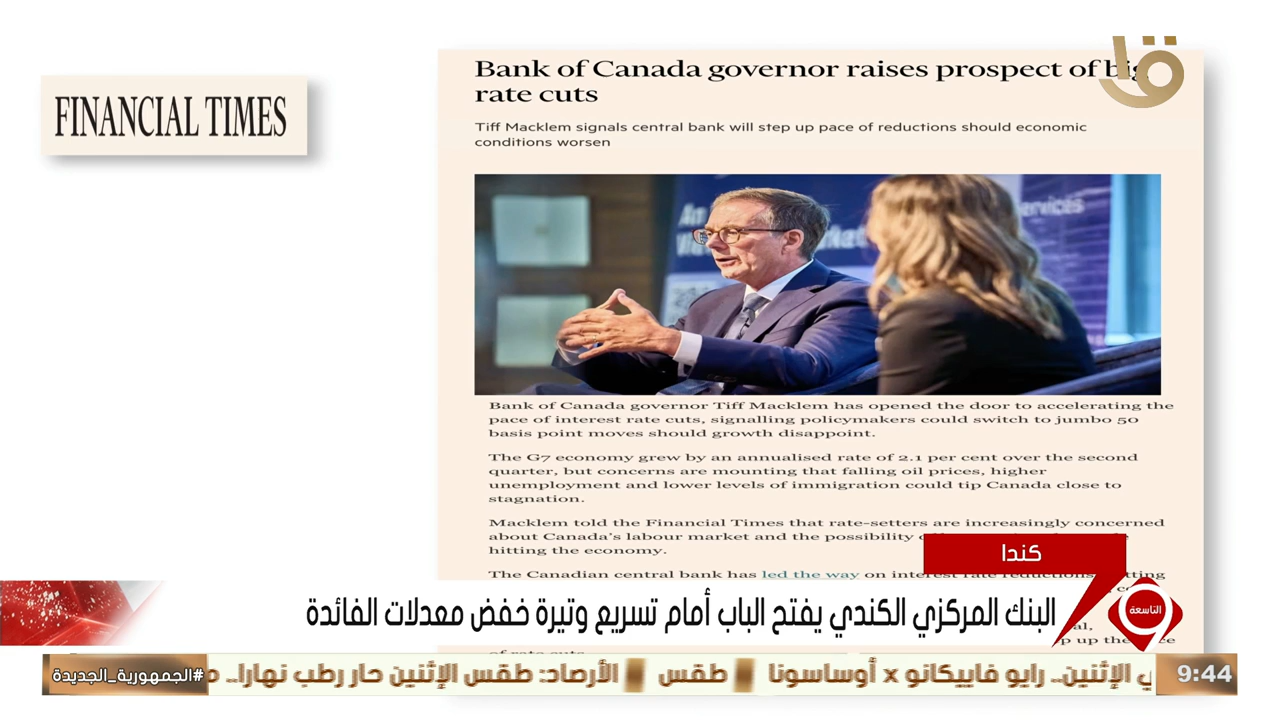 FINANCIAL TIMES
Bank of Canada governor raises prospect of big
rate cuts
Tiff Macklem signals central bank will step up pace of reductions should economic
conditions worsen
Bank of Canada governor Tiff Macklem has opened the door to accelerating the
pace of interest rate cuts, signalling policymakers could switch to jumbo 50
basis point moves should growth disappoint.
The G7 economy grew by an annualised rate of 2.1 per cent over the second
quarter, but concerns are mounting that falling oil prices, higher
unemployment and lower levels of immigration could tip Canada close to
stagnation.
Macklem told the Financial Times that rate-setters are increasingly concerned
about Canada's labour market and the possibility
hitting the economy.
The Canadian central bank has led the way on interest rate reductions
كندا
البنك المركزي الكندي يفتح الباب أمام تسريع وتيرة خفض معدلات الفائدة
التاسعة
9:44
الإثنين.. رايو فاييكانو x أوساسونا
طقس
الأرصاد: طقس الإثنين حار رطب نهارا..
#الجمهورية_الجديدة